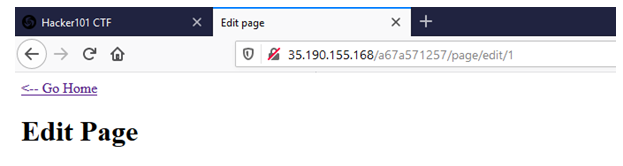 Hacker101 CTF
Edit page
35.190.155.168/a67a571257/page/edit/1
<-- Go Home
Edit Page